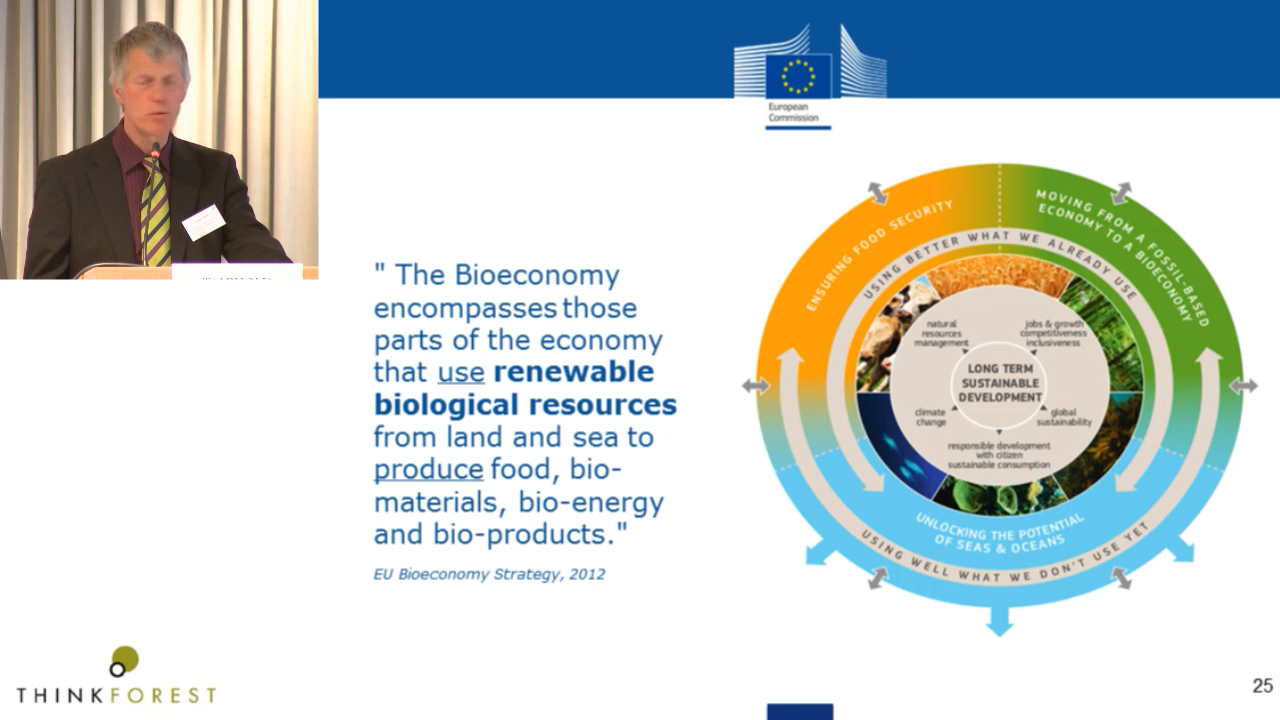 European
Commission
" The Bioeconomy
encompasses those
parts of the economy
that use renewable
biological resources
from land and sea to
produce food, bio-
materials, bio-energy
and bio-products."
EU Bioeconomy Strategy, 2012
ENSURING FOOD SECURITY
MOVING FROM A FOSSIL-BASED
ECONOMY TO A BIOECONOMY
USING BETTER WHAT WE ALREADY USE
natural
resources
management
jobs & growth
competitiveness
inclusiveness
LONG TERM
SUSTAINABLE
DEVELOPMENT
climate
change
global
sustainability
responsible development
with citizen
sustainable consumption
UNLOCKING THE POTENTIAL
OF SEAS & OCEANS
USING WELL WHAT WE DON'T USE YET
THINKFOREST
25